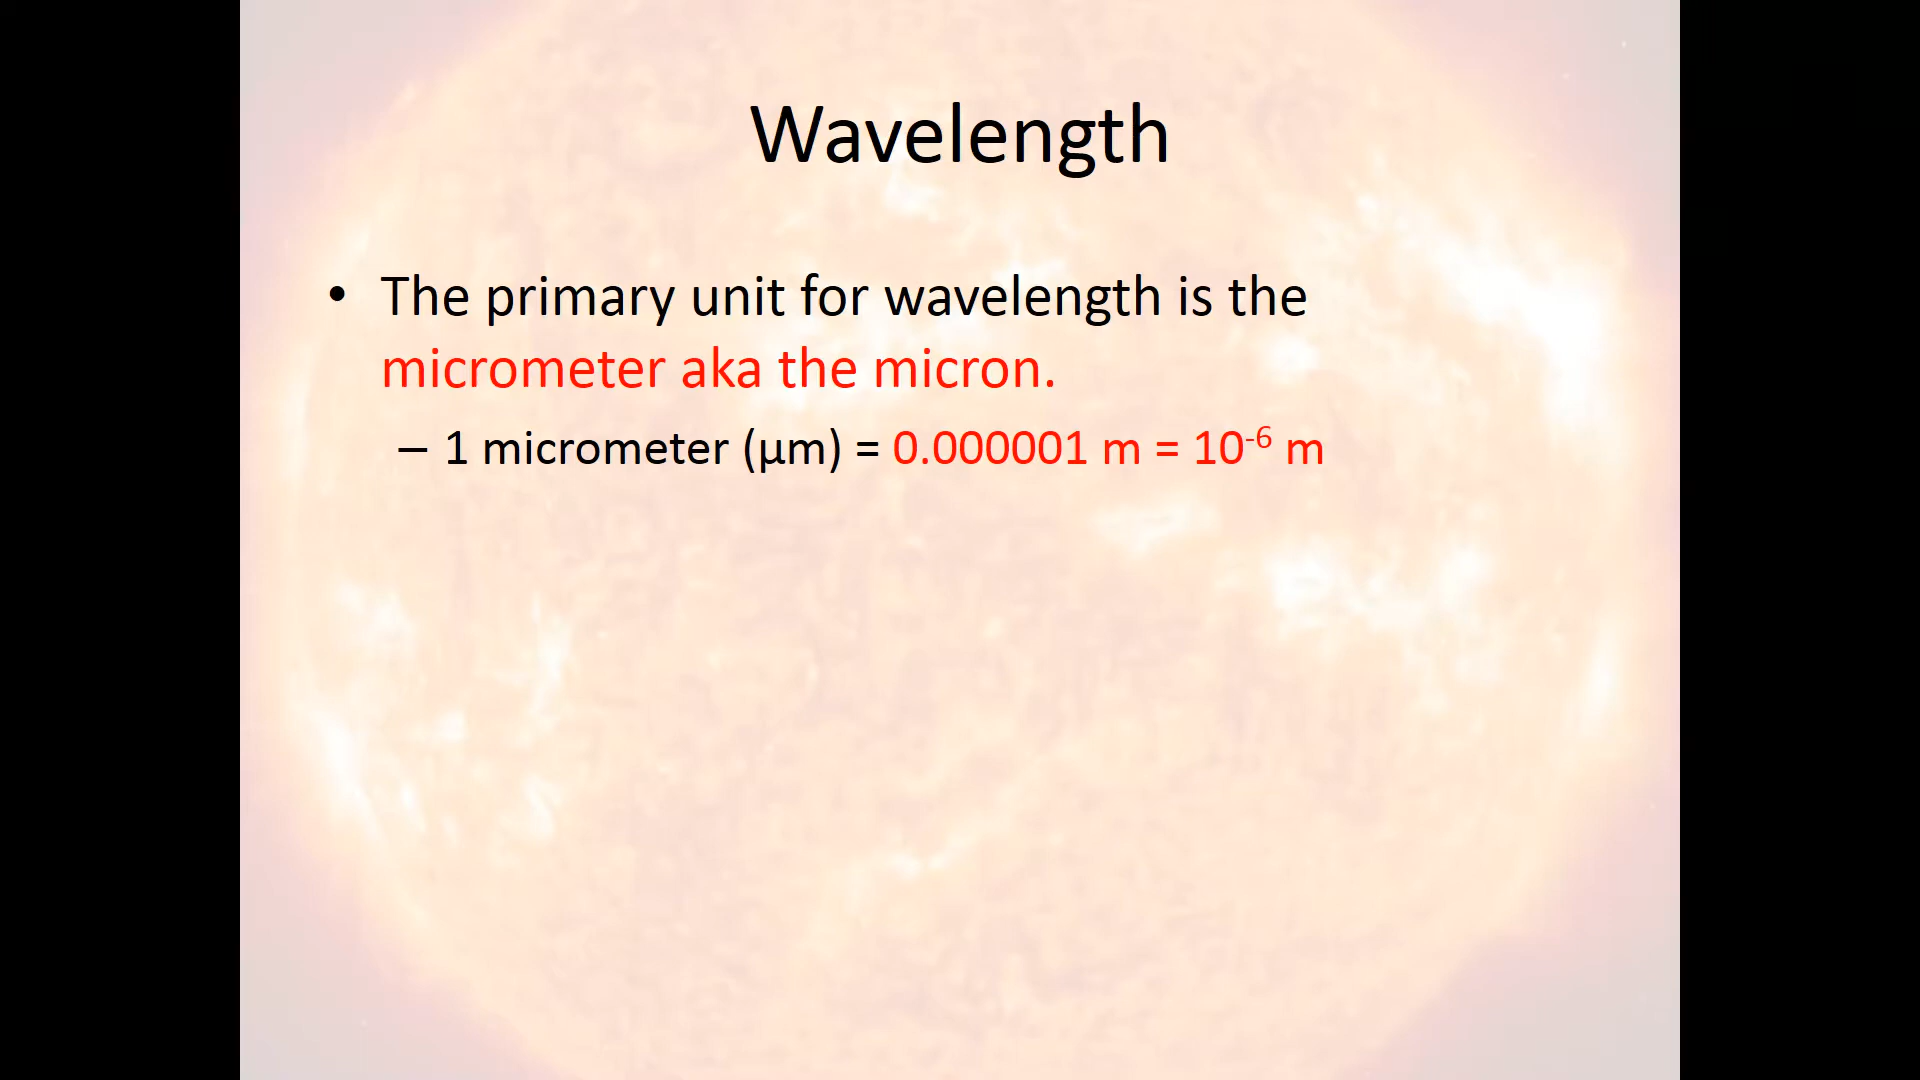 Wavelength
• The primary unit for wavelength is the
micrometer aka the micron.
– 1 micrometer (µm) = 0.000001 m = 10⁻⁶ m